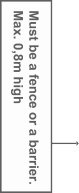 Must be a fence or a barrier.
Max. 0,8m high